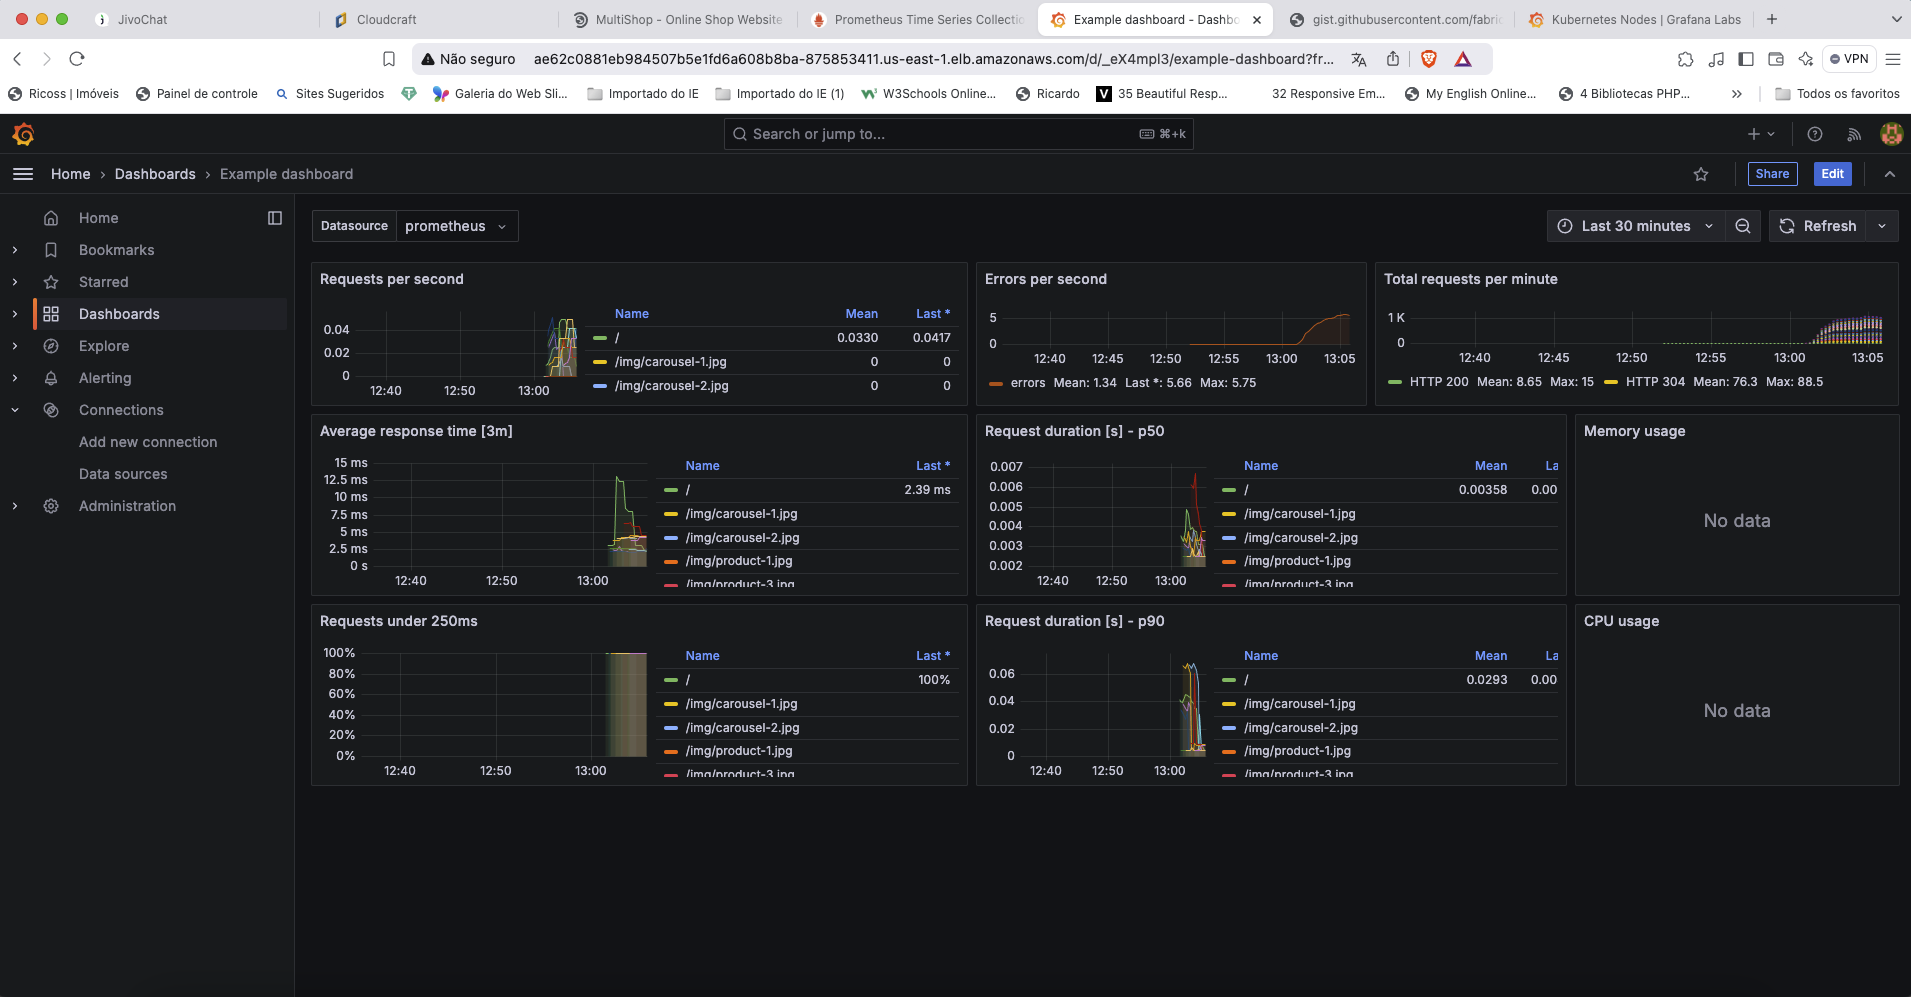 JivoChat
Cloudcraft
MultiShop - Online Shop Website
Prometheus Time Series Collectio
Example dashboard - Dashbo
gist.githubusercontent.com/fabric
Kubernetes Nodes | Grafana Labs
Não seguro
ae62c0881eb984507b5e1fd6a608b8ba-875853411.us-east-1.elb.amazonaws.com/d/_eX4mpl3/example-dashboard?fr...
VPN
Ricoss | Imóveis
Painel de controle
Sites Sugeridos
Galeria do Web Sli...
Importado do IE
Importado do IE (1)
W3Schools Online...
Ricardo
35 Beautiful Resp...
32 Responsive Em...
My English Online...
4 Bibliotecas PHP...
Todos os favoritos
Search or jump to...
⌘+k
Home › Dashboards › Example dashboard
Share
Edit
Home
Bookmarks
Starred
Dashboards
Explore
Alerting
Connections
Add new connection
Data sources
Administration
Datasource
prometheus
Last 30 minutes
Refresh
Requests per second
0.04
0.02
0
12:40 12:50 13:00
Name Mean Last *
/ 0.0330 0.0417
/img/carousel-1.jpg 0 0
/img/carousel-2.jpg 0 0
Errors per second
5
0
12:40 12:45 12:50 12:55 13:00 13:05
errors Mean: 1.34 Last *: 5.66 Max: 5.75
Total requests per minute
1 K
0
12:40 12:45 12:50 12:55 13:00 13:05
HTTP 200 Mean: 8.65 Max: 15 HTTP 304 Mean: 76.3 Max: 88.5
Average response time [3m]
15 ms
12.5 ms
10 ms
7.5 ms
5 ms
2.5 ms
0 s
12:40 12:50 13:00
Name Last *
/ 2.39 ms
/img/carousel-1.jpg
/img/carousel-2.jpg
/img/product-1.jpg
/img/product-3.jpg
Request duration [s] - p50
0.007
0.006
0.005
0.004
0.003
0.002
12:40 12:50 13:00
Name Mean La
/ 0.00358 0.00
/img/carousel-1.jpg
/img/carousel-2.jpg
/img/product-1.jpg
/img/product-3.jpg
Memory usage
No data
Requests under 250ms
100%
80%
60%
40%
20%
0%
12:40 12:50 13:00
Name Last *
/ 100%
/img/carousel-1.jpg
/img/carousel-2.jpg
/img/product-1.jpg
/img/product-3.jpg
Request duration [s] - p90
0.06
0.04
0.02
0
12:40 12:50 13:00
Name Mean La
/ 0.0293 0.00
/img/carousel-1.jpg
/img/carousel-2.jpg
/img/product-1.jpg
/img/product-3.jpg
CPU usage
No data